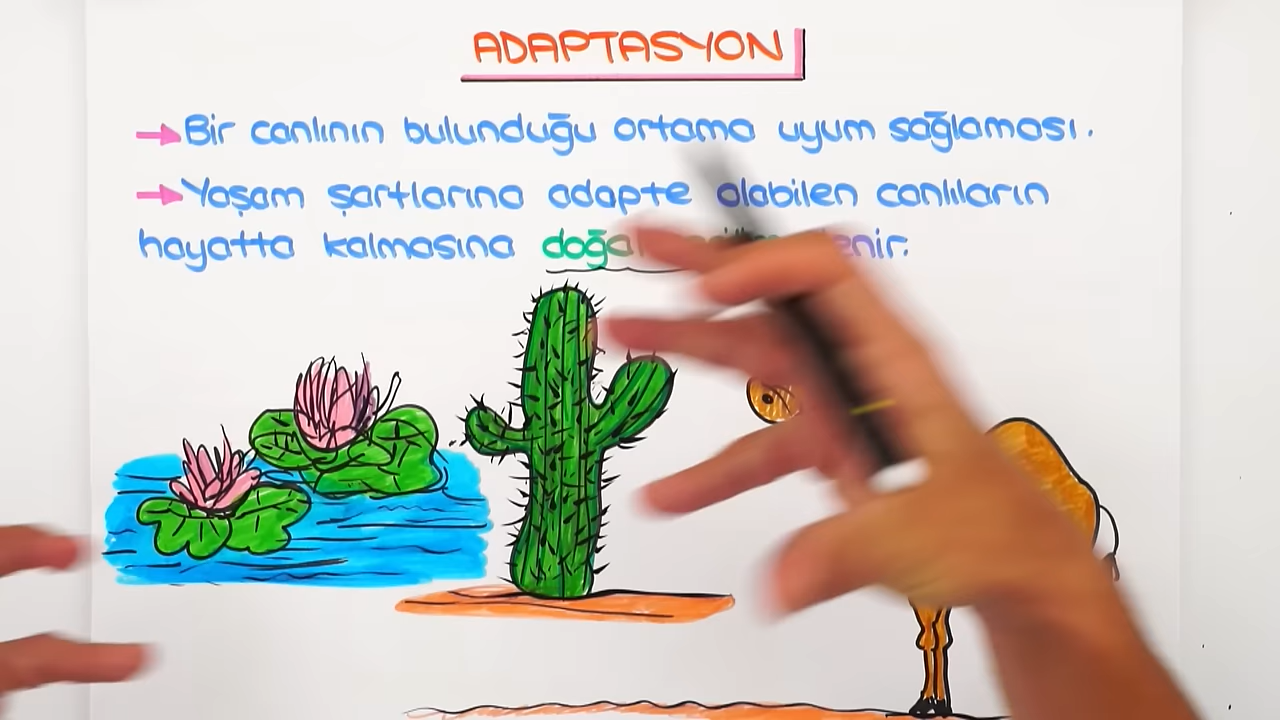 ADAPTASYON
→ Bir canlının bulunduğu ortama uyum sağlaması.
→ Yaşam şartlarına adapte olabilen canlıların
hayatta kalmasına